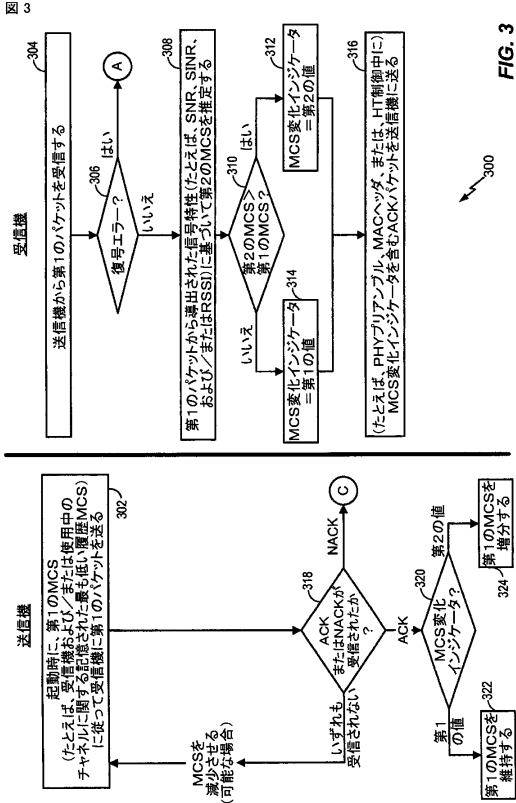 図 3
送信機
起動時に、第1のMCS
(たとえば、受信機および/または使用中の
チャネルに関する記憶された最も低い履歴MCS)
に従って受信機に第1のパケットを送る
302
MCSを
減少させる
(可能な場合)
318
ACK
またはNACKが
受信されたか
?
NACK
C
いずれも
受信されない
ACK
320
MCS変化
インジケータ?
第1
の値
第2の値
322
第1のMCSを
維持する
第1のMCSを
増分する
324
受信機
304
送信機から第1のパケットを受信する
306
復号エラー?
はい
A
いいえ
308
第1のパケットから導出された信号特性(たとえば、SNR、SINR、
および/またはRSSI)に基づいて第2のMCSを推定する
310
第2のMCS>
第1のMCS?
はい
いいえ
312
MCS変化インジケータ
=第2の値
314
MCS変化インジケータ
=第1の値
316
(たとえば、PHYプリアンブル、MACヘッダ、または、HT制御中に)
MCS変化インジケータを含むACKパケットを送信機に送る
300
FIG. 3